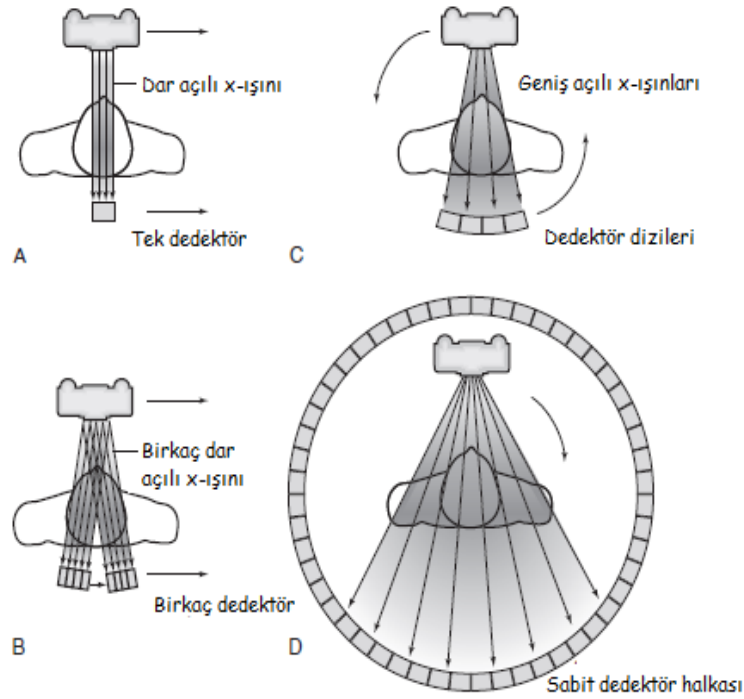 Dar açılı x-ışını
Tek dedektör
A
Geniş açılı x-ışınları
Dedektör dizileri
C
Birkaç dar
açılı x-ışını
Birkaç dedektör
B
D
Sabit dedektör halkası